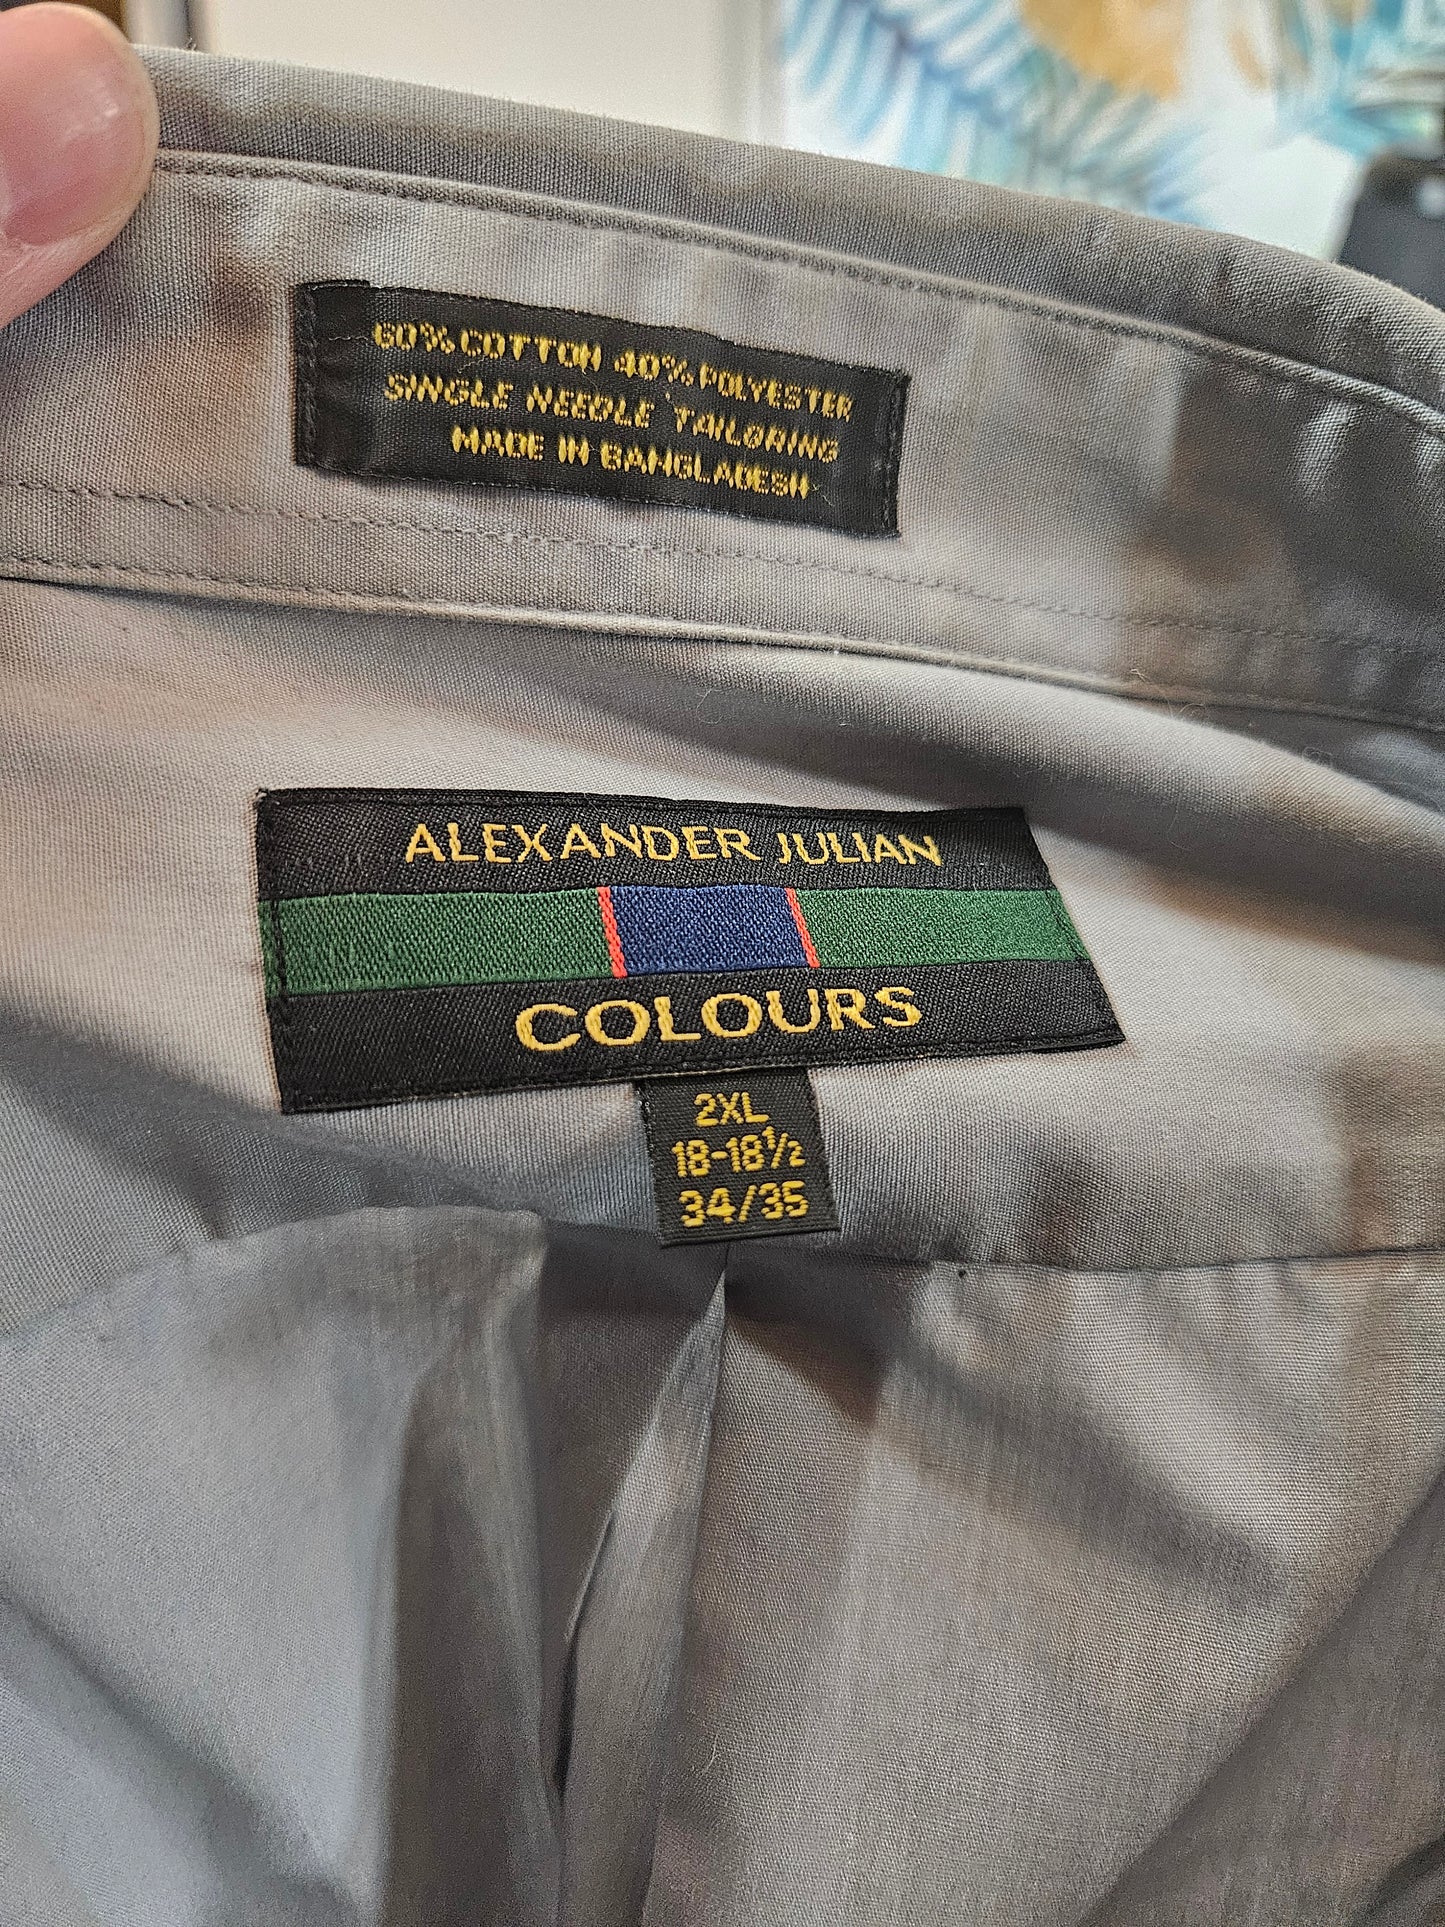 60% COTTON 40% POLYESTER
SINGLE NEEDLE TAILORING
MADE IN BANGLADESH
ALEXANDER JULIAN
COLOURS
2XL
18-18½
34/35